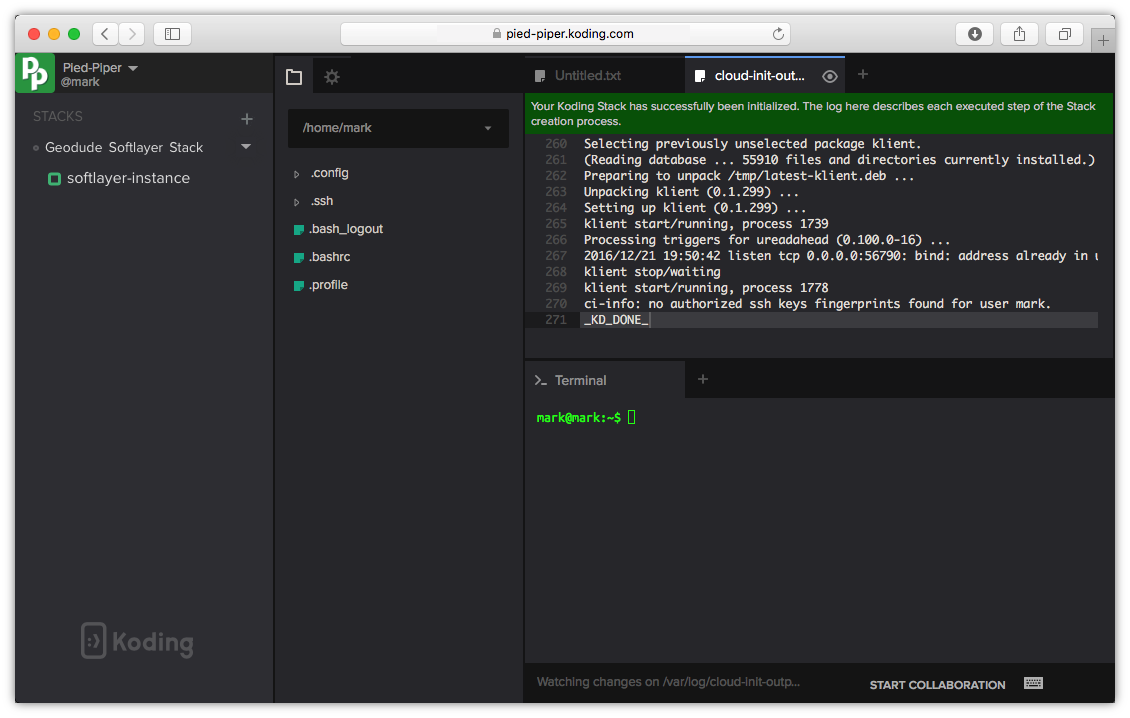 pied-piper.koding.com
Pied-Piper
@mark
STACKS
Geodude Softlayer Stack
softlayer-instance
Koding
/home/mark
.config
.ssh
.bash_logout
.bashrc
.profile
Untitled.txt
cloud-init-out...
Your Koding Stack has successfully been initialized. The log here describes each executed step of the Stack
creation process.
260 Selecting previously unselected package klient.
261 (Reading database ... 55910 files and directories currently installed.)
262 Preparing to unpack /tmp/latest-klient.deb ...
263 Unpacking klient (0.1.299) ...
264 Setting up klient (0.1.299) ...
265 klient start/running, process 1739
266 Processing triggers for ureadahead (0.100.0-16) ...
267 2016/12/21 19:50:42 listen tcp 0.0.0.0:56790: bind: address already in u
268 klient stop/waiting
269 klient start/running, process 1778
270 ci-info: no authorized ssh keys fingerprints found for user mark.
271 _KD_DONE_
Terminal
mark@mark:~$
Watching changes on /var/log/cloud-init-outp...
START COLLABORATION